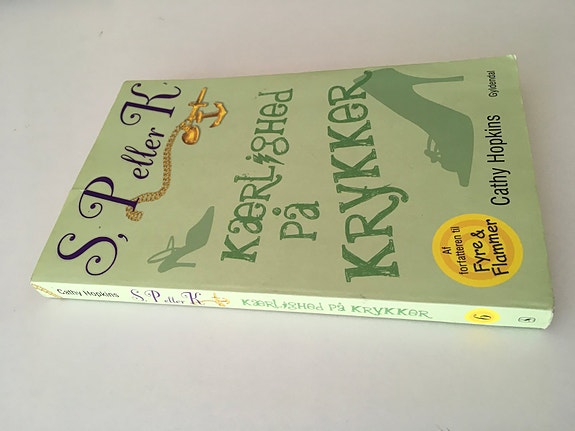 S, P eller K
KÆRLIGHED
PÅ
KRYKKER
Af
forfatteren til
Fyre &
Flammer
Cathy Hopkins
Gyldendal
Cathy Hopkins S, P eller K KÆRLIGHED PÅ KRYKKER 6